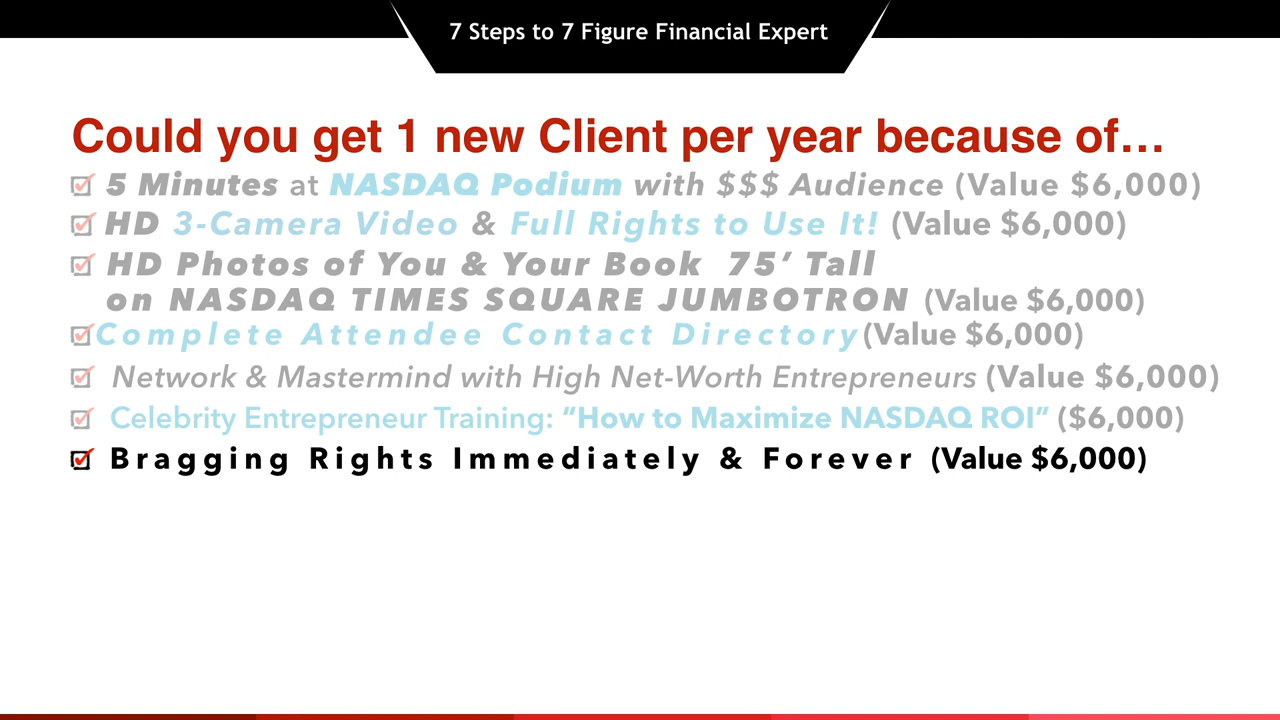 7 Steps to 7 Figure Financial Expert
Could you get 1 new Client per year because of…
5 Minutes at NASDAQ Podium with $$$ Audience (Value $6,000)
HD 3-Camera Video & Full Rights to Use It! (Value $6,000)
HD Photos of You & Your Book 75’ Tall
on NASDAQ TIMES SQUARE JUMBOTRON (Value $6,000)
Complete Attendee Contact Directory (Value $6,000)
Network & Mastermind with High Net-Worth Entrepreneurs (Value $6,000)
Celebrity Entrepreneur Training: “How to Maximize NASDAQ ROI” ($6,000)
Bragging Rights Immediately & Forever (Value $6,000)